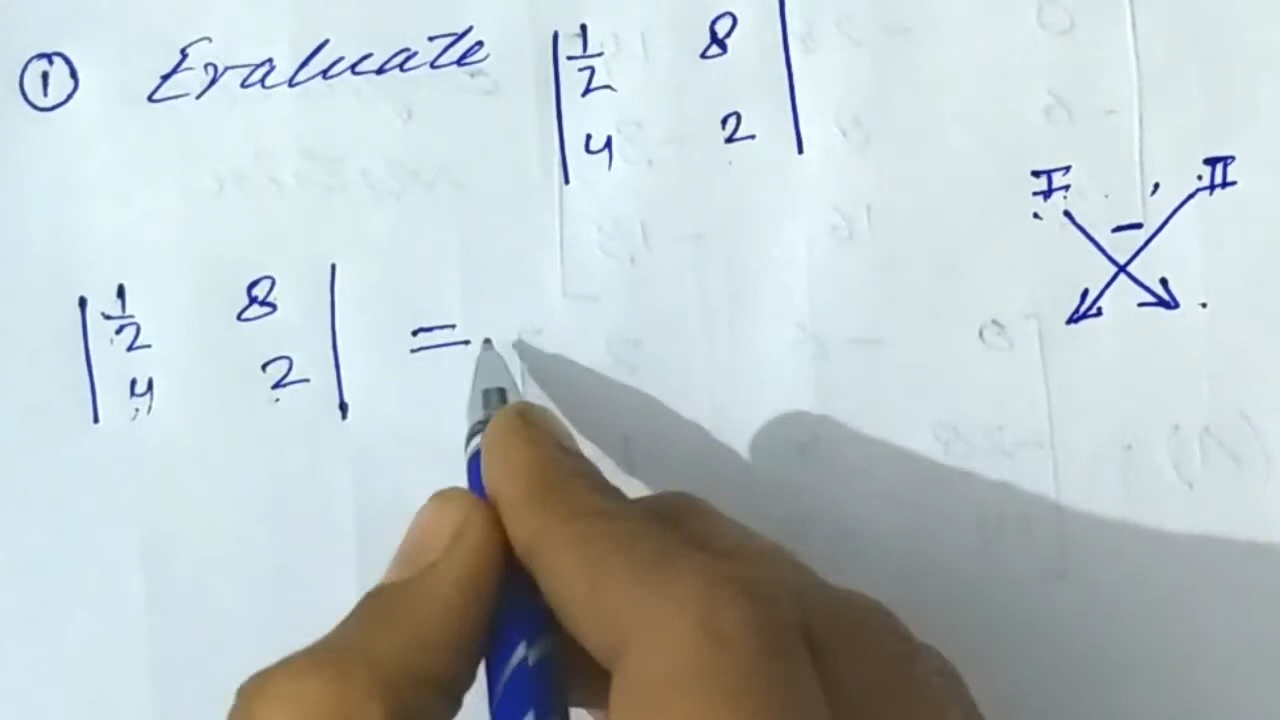 ① Evaluate | 1/2 8 |
| 4 2 |
I , II
−
| 1/2 8 | =
| 4 2 |